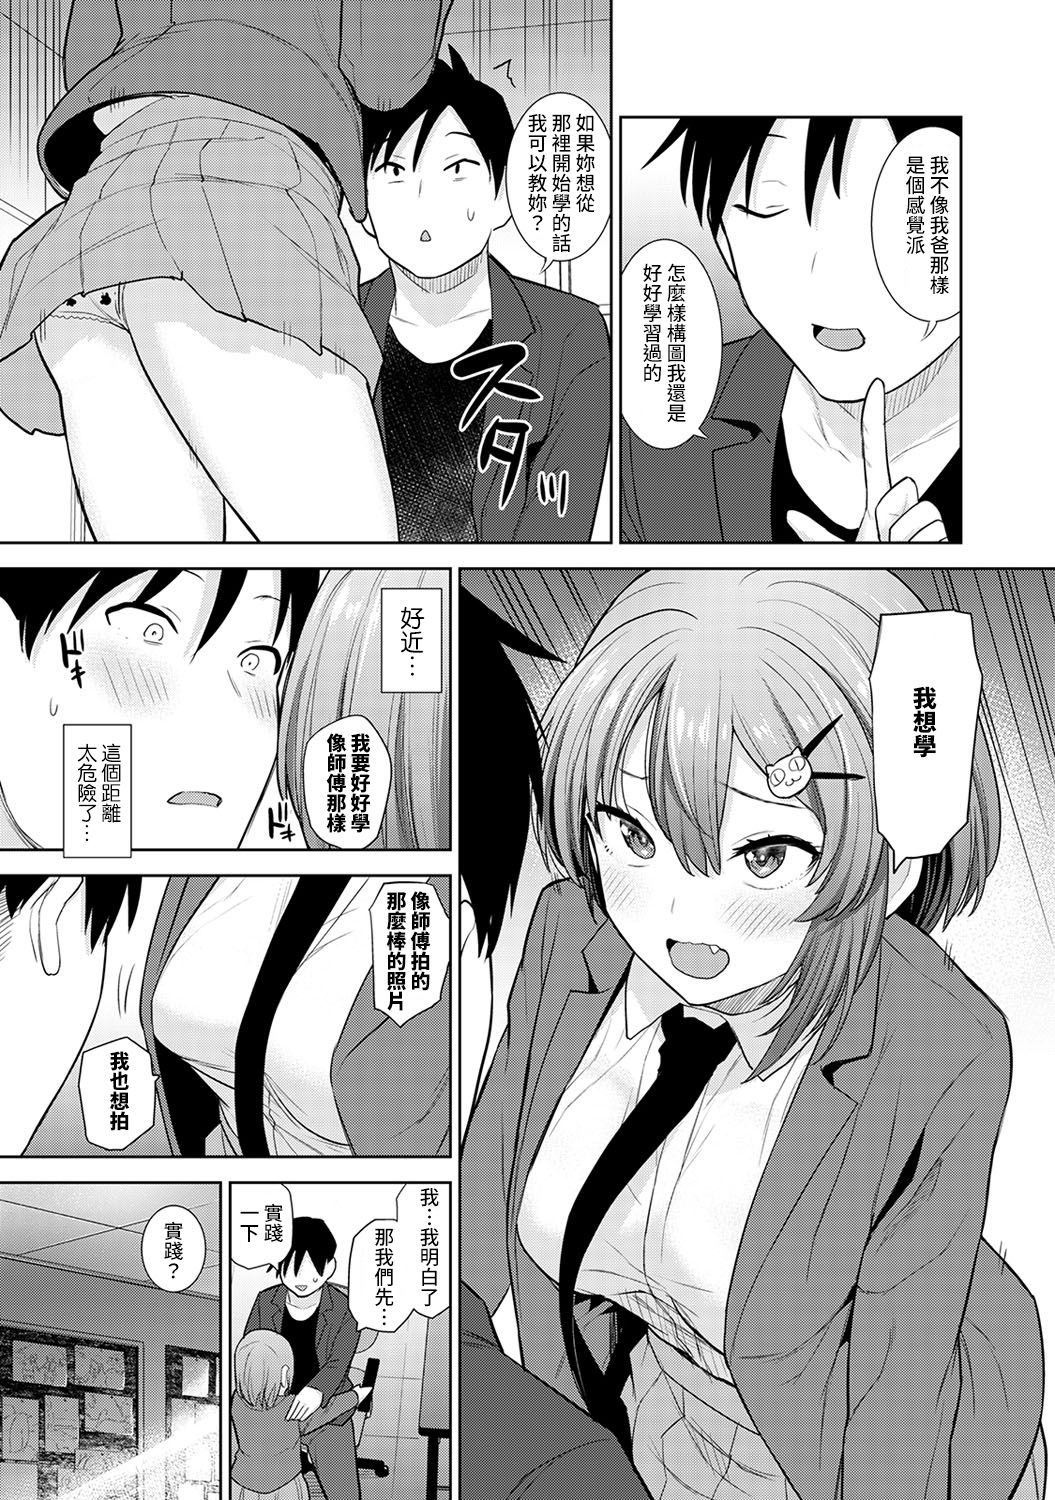 我不像我爸那樣
是個感覺派
怎麼樣構圖我還是
好好學習過的
如果妳想從
那裡開始學的話
我可以教妳？
スタッ
我想學
好近…
我要好好學
像師傅那樣
ドキ
ドキ
這個距離
太危險了…
像師傅拍的
那麼棒的照片
我也想拍
我…我明白了
那我們先…
實踐
一下
實踐？